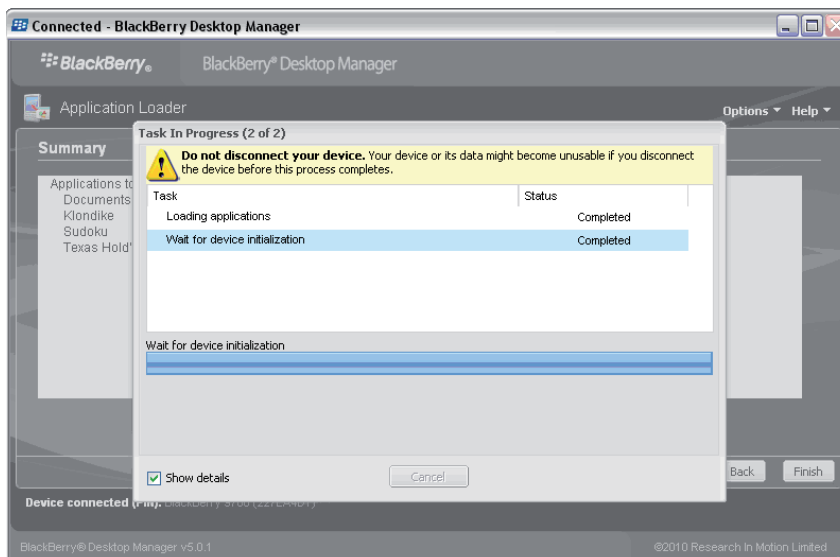 Connected - BlackBerry Desktop Manager
BlackBerry® BlackBerry® Desktop Manager
Application Loader
Options Help
Task In Progress (2 of 2)
Summary
Do not disconnect your device. Your device or its data might become unusable if you disconnect
the device before this process completes.
Applications to
Documents
Klondike
Sudoku
Texas Hold'
Task Status
Loading applications Completed
Wait for device initialization Completed
Wait for device initialization
Show details
Cancel
Back
Finish
Device connected (PIN): BlackBerry 9700
BlackBerry® Desktop Manager v5.0.1
©2010 Research In Motion Limited